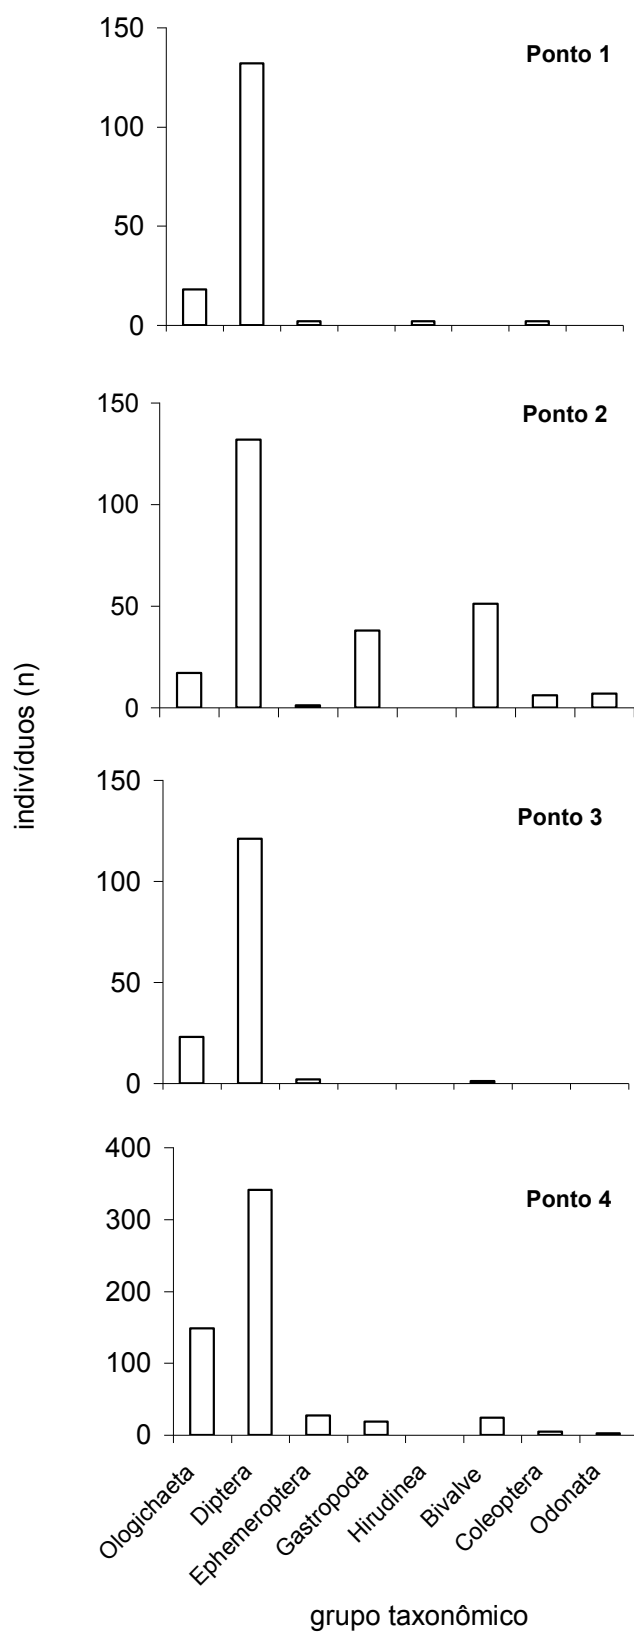 150
Ponto 1
100
50
0
150
Ponto 2
100
50
0
indivíduos (n)
150
Ponto 3
100
50
0
400
Ponto 4
300
200
100
0
Ologichaeta
Diptera
Ephemeroptera
Gastropoda
Hirudinea
Bivalve
Coleoptera
Odonata
grupo taxonômico